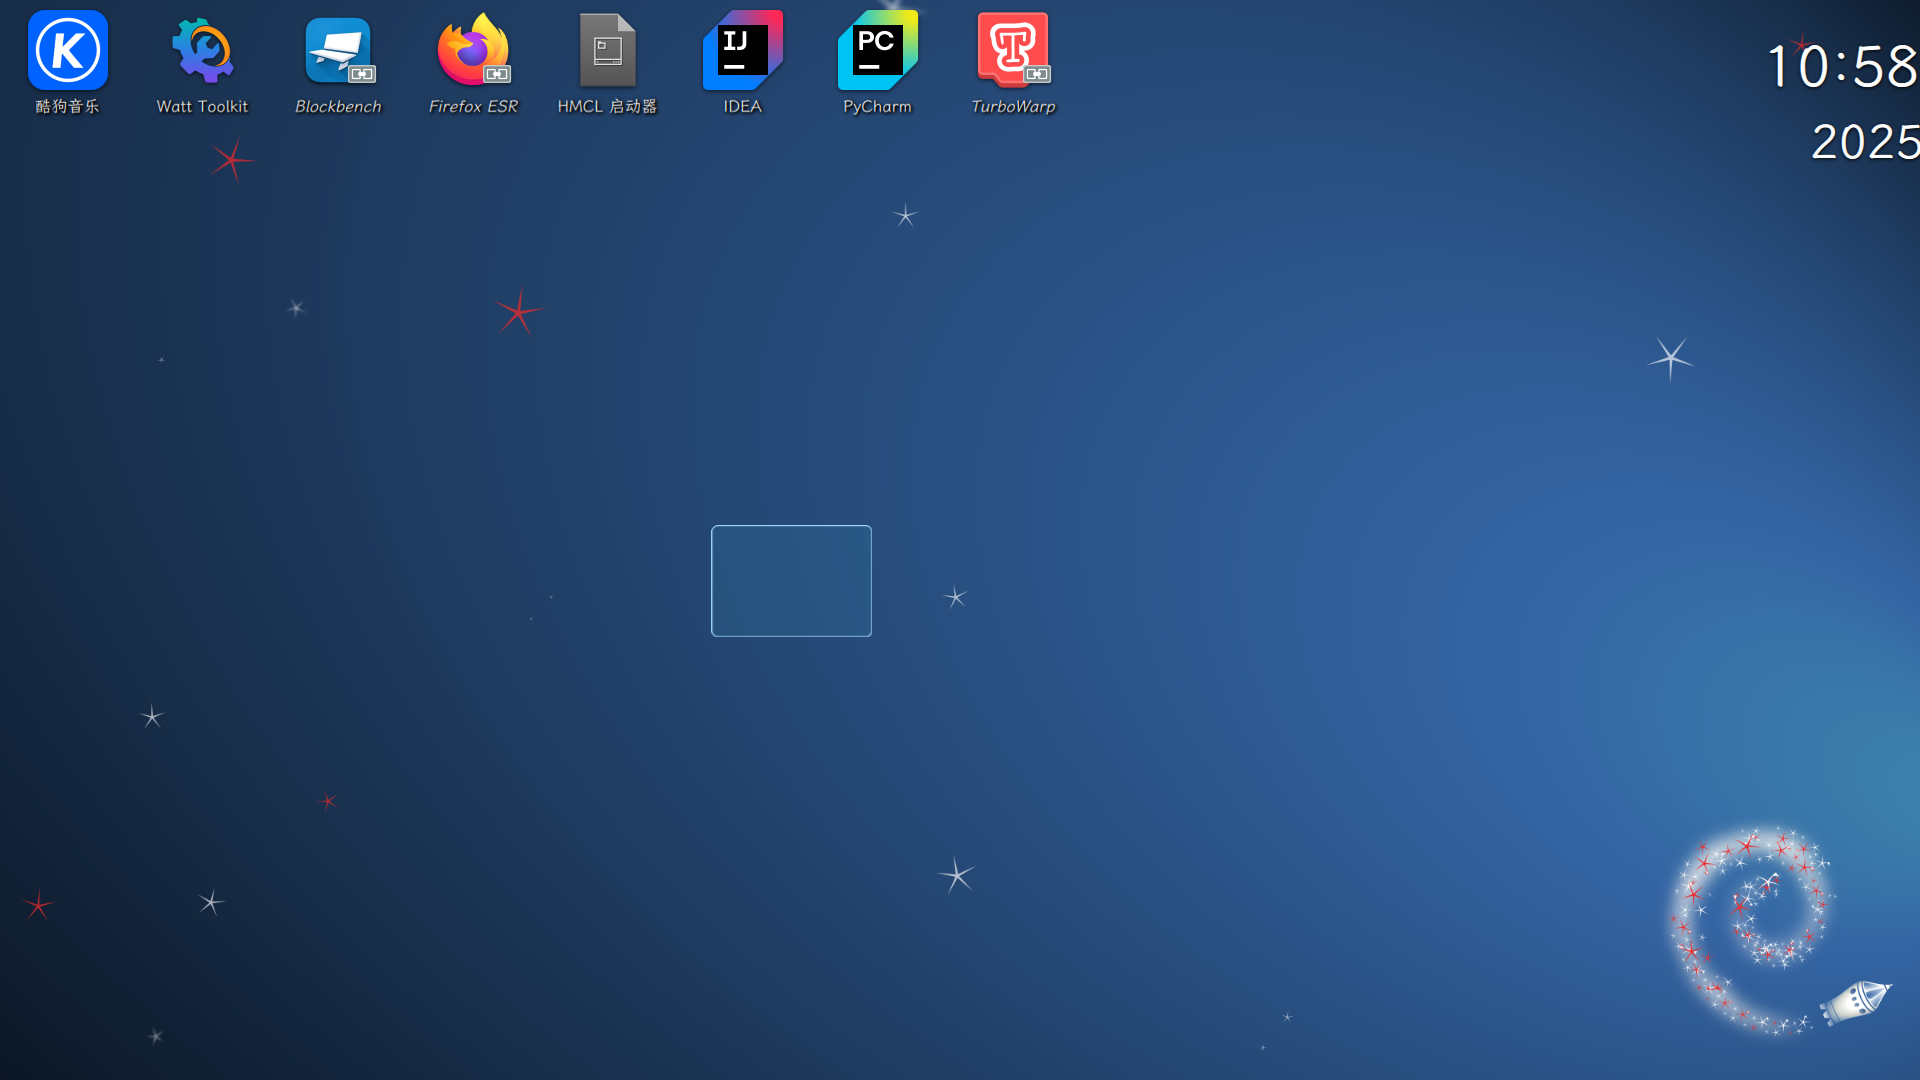 酷狗音乐
Watt Toolkit
Blockbench
Firefox ESR
HMCL 启动器
IJ
IDEA
PC
PyCharm
TurboWarp
10:58
2025